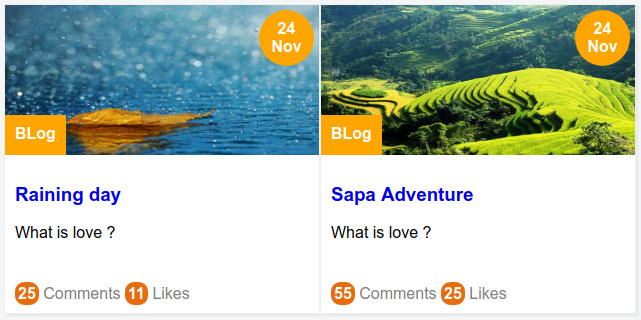 24
Nov
BLog
Raining day
What is love ?
25 Comments 11 Likes
24
Nov
BLog
Sapa Adventure
What is love ?
55 Comments 25 Likes